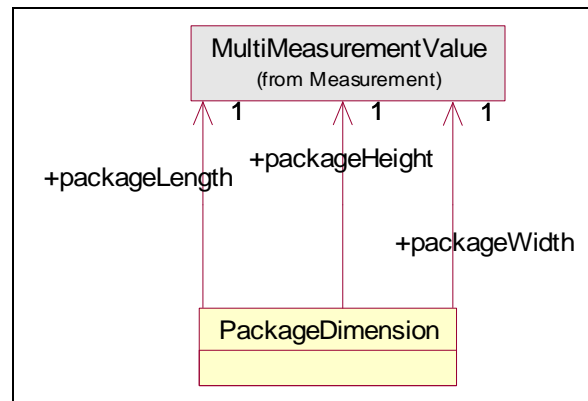 MultiMeasurementValue
(from Measurement)
1 1 1
+packageHeight
+packageLength
+packageWidth
PackageDimension